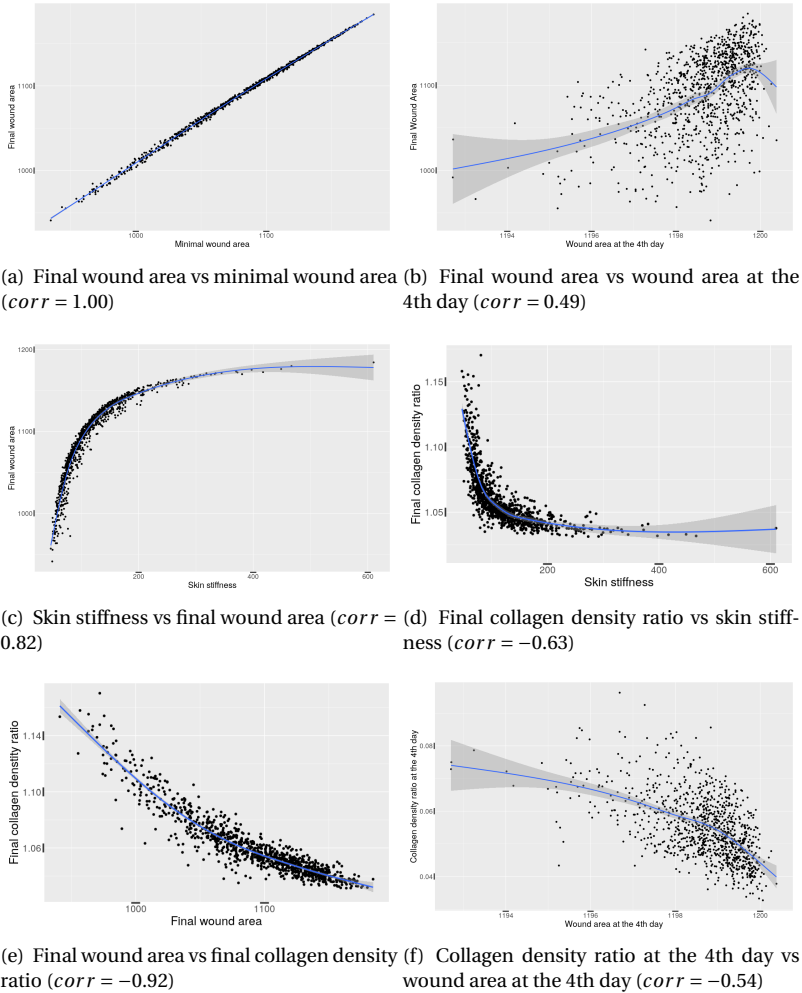 Final wound area
1100
1000
1000
1100
Minimal wound area
Final Wound Area
1100
1000
1194
1196
1198
1200
Wound area at the 4th day
(a) Final wound area vs minimal wound area
(corr = 1.00)
(b) Final wound area vs wound area at the
4th day (corr = 0.49)
Final wound area
1200
1100
1000
200
400
600
Skin stiffness
Final collagen density ratio
1.15
1.10
1.05
200
400
600
Skin stiffness
(c) Skin stiffness vs final wound area (corr =
0.82)
(d) Final collagen density ratio vs skin stiff-
ness (corr = −0.63)
Final collagen denstity ratio
1.14
1.10
1.06
1000
1100
Final wound area
Collagen density ratio at the 4th day
0.08
0.06
0.04
1194
1196
1198
1200
Wound area at the 4th day
(e) Final wound area vs final collagen density
ratio (corr = −0.92)
(f) Collagen density ratio at the 4th day vs
wound area at the 4th day (corr = −0.54)